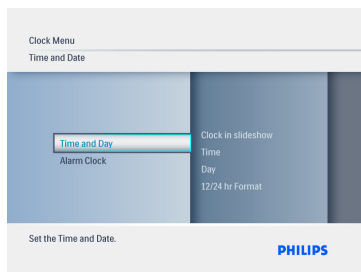 Clock Menu
Time and Date
Time and Day
Alarm Clock
Clock in slideshow
Time
Day
12/24 hr Format
Set the Time and Date.
PHILIPS